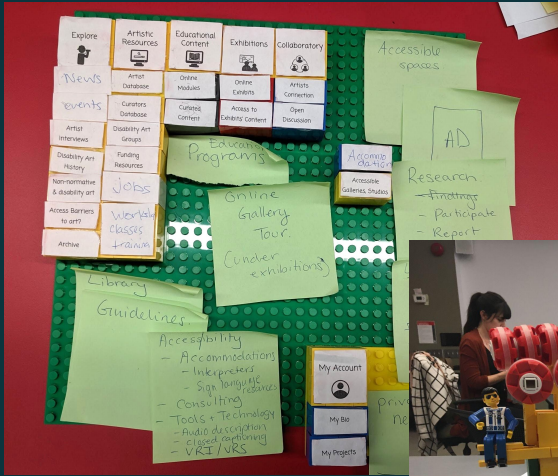 Explore
News
events
Artist
Interviews
Disability Art
History
Non-normative
& disability art
Access Barriers
to art?
Archive
Artistic
Resources
Artist
Database
Curators
Database
Disability Art
Groups
Funding
Resources
jobs
Workshops
classes
training
Educational
Content
Online
Modules
Curated
Content
Exhibitions
Online
Exhibits
Access to
Exhibits' Content
Collaboratory
Artists
Connection
Open
Discussion
Accessible
spaces
AD
Accommo
dation
Accessible
Galleries, Studios
Research
- Findings
- Participate
- Report
Programs
Online
Gallery
Tour.
(under
exhibitions)
Library
Guidelines
Accessibility
- Accommodations
- Interpreters
- Sign language
resources
- Consulting
- Tools + Technology
- Audio description
- closed captioning
- VRI/VRS
My Account
My Bio
My Projects